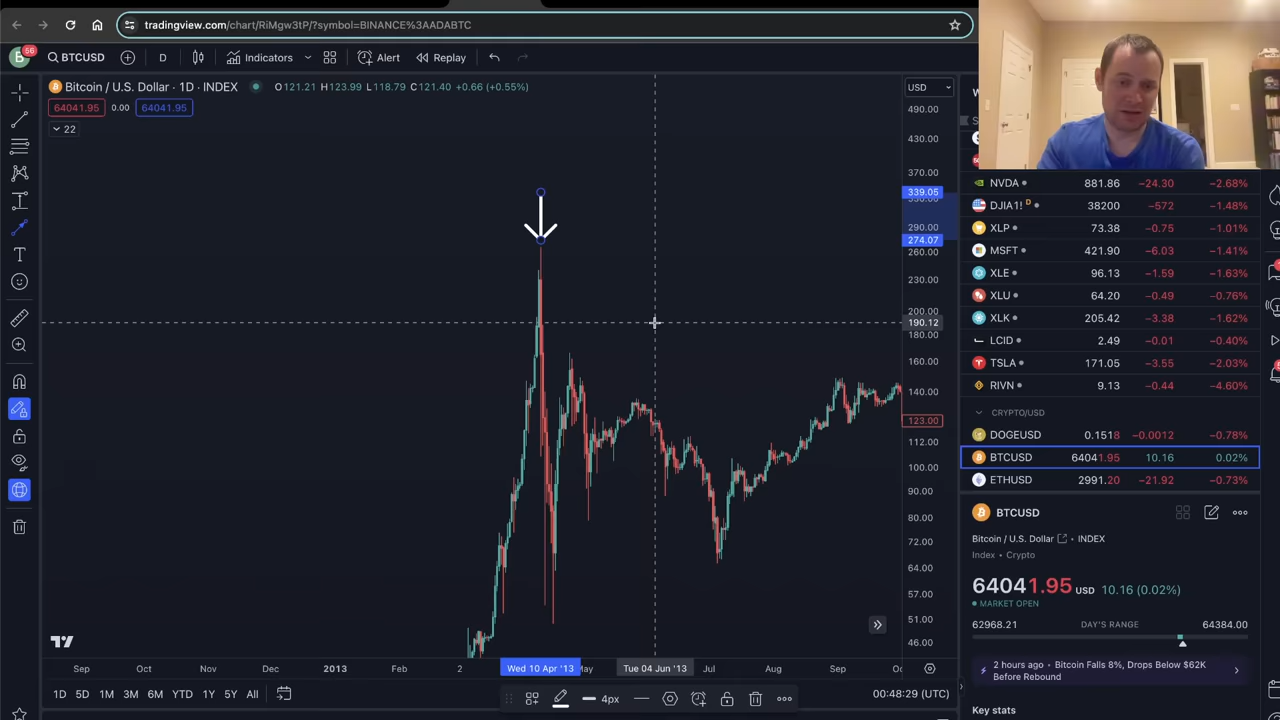 tradingview.com/chart/RiMgw3tP/?symbol=BINANCE%3AADABTC
56
BTCUSD
D
Indicators
Alert
Replay
Bitcoin / U.S. Dollar · 1D · INDEX
O121.21 H123.99 L118.79 C121.40 +0.66 (+0.55%)
64041.95 0.00 64041.95
22
USD
490.00
430.00
370.00
339.05
290.00
274.07
260.00
230.00
200.00
190.12
180.00
160.00
140.00
123.00
112.00
100.00
90.00
80.00
72.00
64.00
57.00
51.00
46.00
Sep Oct Nov Dec 2013 Feb 2 Wed 10 Apr '13 May Tue 04 Jun '13 Jul Aug Sep
1D 5D 1M 3M 6M YTD 1Y 5Y All
4px
00:48:29 (UTC)
NVDA 881.86 −24.30 −2.68%
DJIA1! D 38200 −572 −1.48%
XLP 73.38 −0.75 −1.01%
MSFT 421.90 −6.03 −1.41%
XLE 96.13 −1.59 −1.63%
XLU 64.20 −0.49 −0.76%
XLK 205.42 −3.38 −1.62%
LCID 2.49 −0.01 −0.40%
TSLA 171.05 −3.55 −2.03%
RIVN 9.13 −0.44 −4.60%
CRYPTO/USD
DOGEUSD 0.1518 −0.0012 −0.78%
BTCUSD 64041.95 10.16 0.02%
ETHUSD 2991.20 −21.92 −0.73%
BTCUSD
Bitcoin / U.S. Dollar · INDEX
Index · Crypto
64041.95 USD 10.16 (0.02%)
MARKET OPEN
62968.21 DAY'S RANGE 64384.00
2 hours ago · Bitcoin Falls 8%, Drops Below $62K
Before Rebound
Key stats